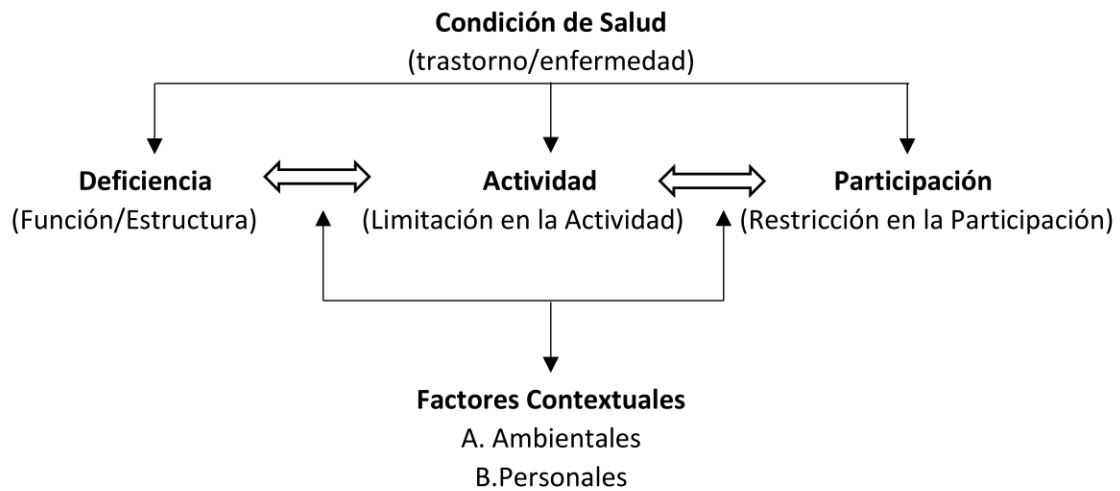 Condición de Salud
(trastorno/enfermedad)
Deficiencia
(Función/Estructura)
Actividad
(Limitación en la Actividad)
Participación
(Restricción en la Participación)
Factores Contextuales
A. Ambientales
B.Personales